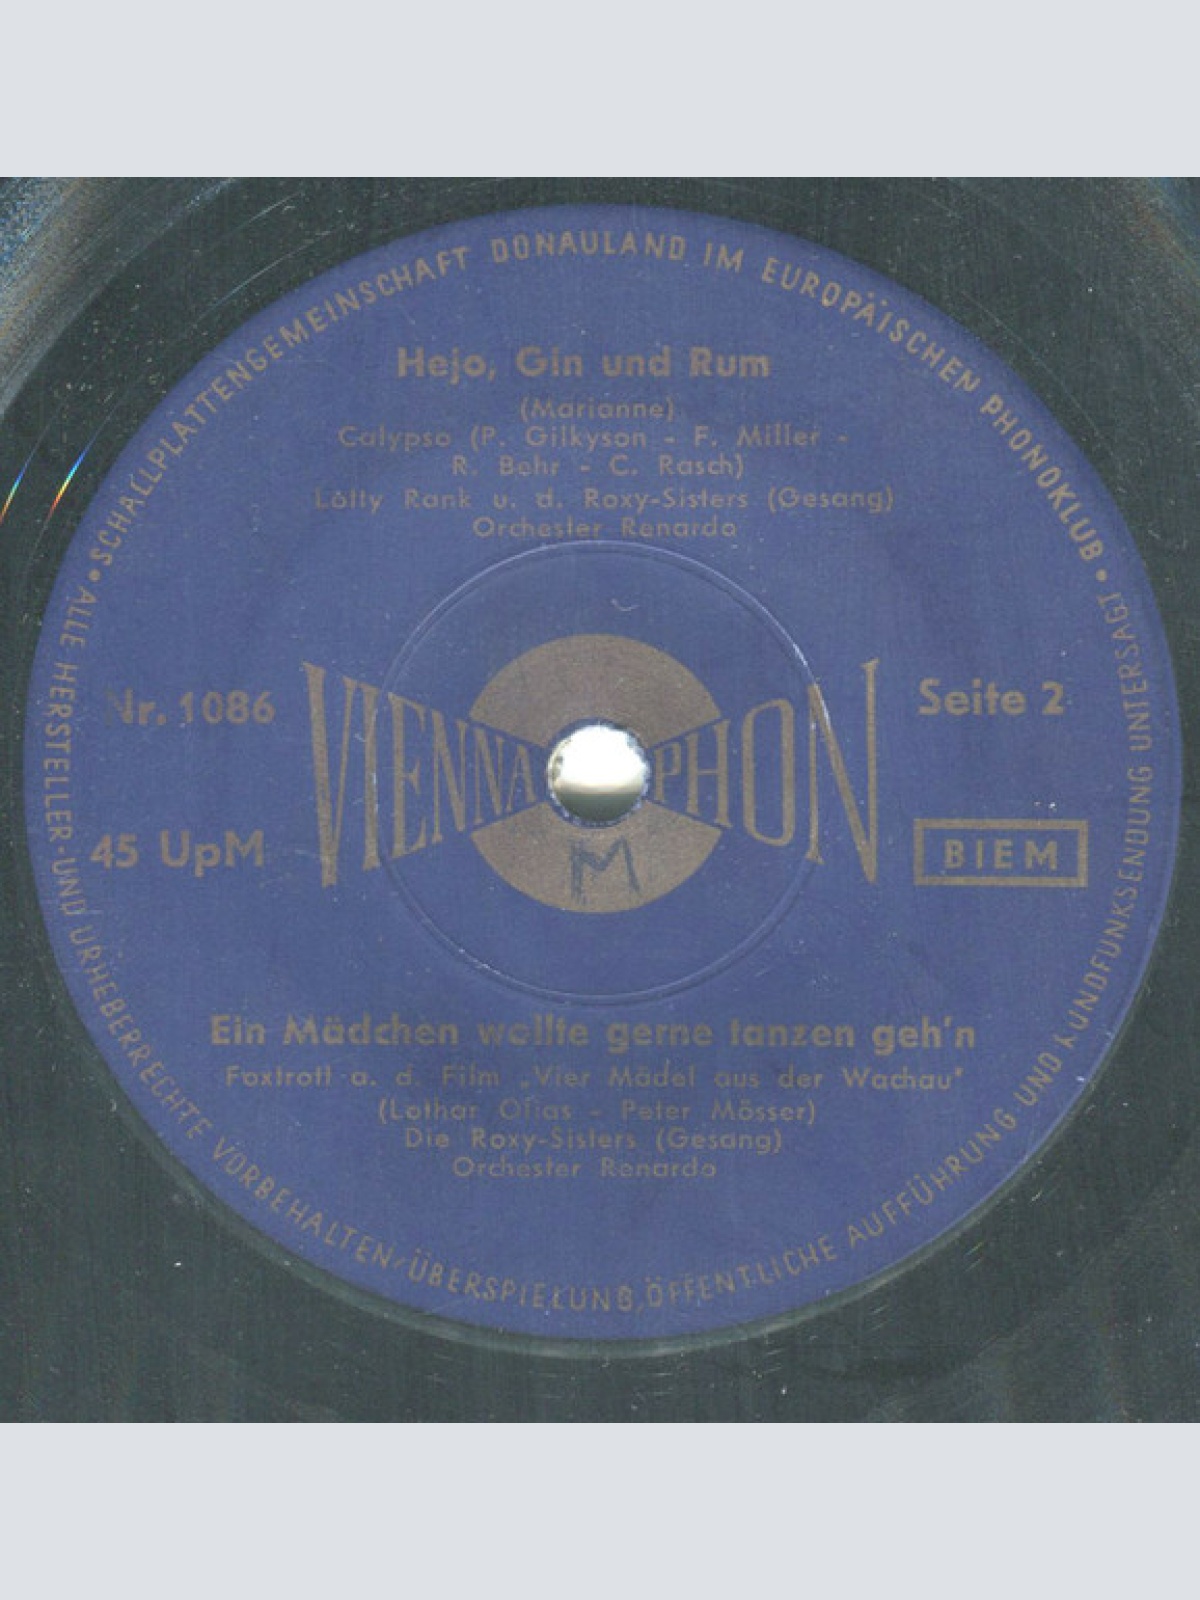 SCHALLPLATTENGEMEINSCHAFT DONAULAND IM EUROPÄISCHEN PHONOKLUB •
Hejo, Gin und Rum
(Marianne)
Calypso (P. Gilkyson - F. Miller -
R. Behr - C. Rasch)
Lolly Rank u. d. Roxy-Sisters (Gesang)
Orchester Renardo
Nr. 1086
VIENNAPHON
Seite 2
45 UpM
BIEM
M
Ein Mädchen wollte gerne tanzen geh'n
Foxtrott a. d. Film „Vier Mädel aus der Wachau"
(Lothar Olias - Peter Mösser)
Die Roxy-Sisters (Gesang)
Orchester Renardo
• ALLE HERSTELLER-UND URHEBERRECHTE VORBEHALTEN/ÜBERSPIELUNG, ÖFFENTLICHE AUFFÜHRUNG UND RUNDFUNKSENDUNG UNTERSAGT